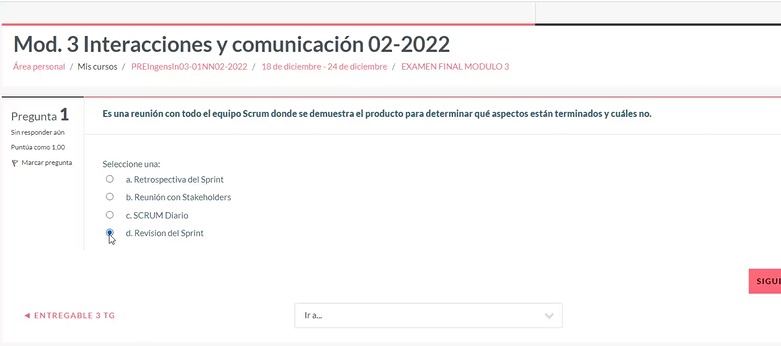 Mod. 3 Interacciones y comunicación 02-2022
Área personal / Mis cursos / PREIngensIn03-01NN02-2022 / 18 de diciembre - 24 de diciembre / EXAMEN FINAL MODULO 3
Pregunta 1
Sin responder aún
Puntúa como 1,00
Marcar pregunta
Es una reunión con todo el equipo Scrum donde se demuestra el producto para determinar qué aspectos están terminados y cuáles no.
Seleccione una:
a. Retrospectiva del Sprint
b. Reunión con Stakeholders
c. SCRUM Diario
d. Revision del Sprint
SIGUI
◄ ENTREGABLE 3 TG
Ir a...